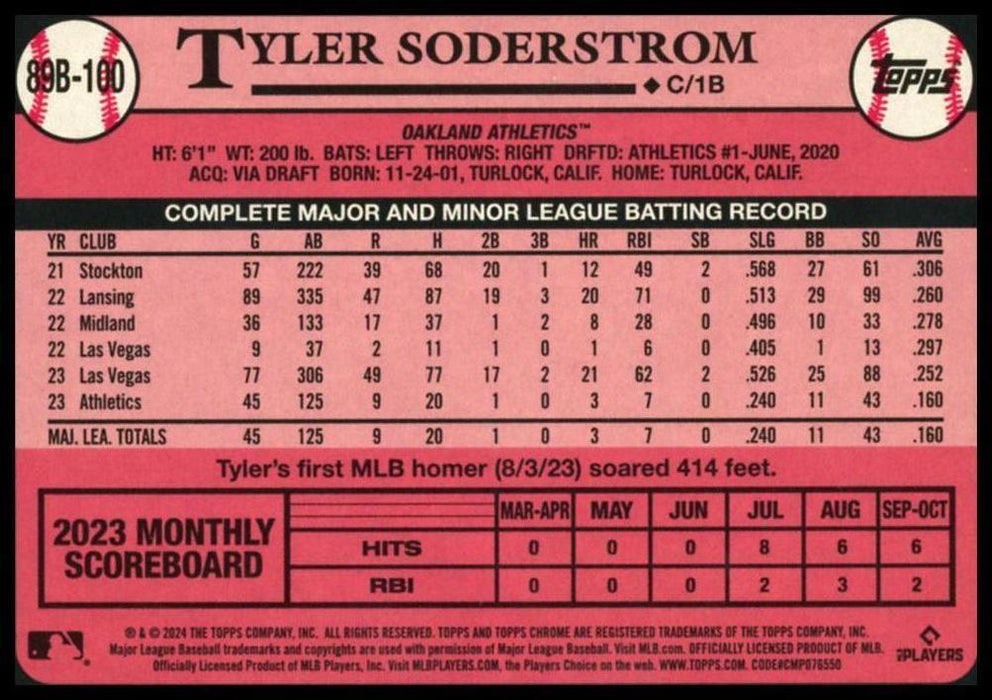 89B-100
TYLER SODERSTROM
◆ C/1B
TOPPS
OAKLAND ATHLETICS™
HT: 6'1" WT: 200 lb. BATS: LEFT THROWS: RIGHT DRFTD: ATHLETICS #1-JUNE, 2020
ACQ: VIA DRAFT BORN: 11-24-01, TURLOCK, CALIF. HOME: TURLOCK, CALIF.
COMPLETE MAJOR AND MINOR LEAGUE BATTING RECORD
YR CLUB G AB R H 2B 3B HR RBI SB SLG BB SO AVG
21 Stockton 57 222 39 68 20 1 12 49 2 .568 27 61 .306
22 Lansing 89 335 47 87 19 3 20 71 0 .513 29 99 .260
22 Midland 36 133 17 37 1 2 8 28 0 .496 10 33 .278
22 Las Vegas 9 37 2 11 1 0 1 6 0 .405 1 13 .297
23 Las Vegas 77 306 49 77 17 2 21 62 2 .526 25 88 .252
23 Athletics 45 125 9 20 1 0 3 7 0 .240 11 43 .160
MAJ. LEA. TOTALS 45 125 9 20 1 0 3 7 0 .240 11 43 .160
Tyler's first MLB homer (8/3/23) soared 414 feet.
2023 MONTHLY
SCOREBOARD
MAR-APR MAY JUN JUL AUG SEP-OCT
HITS 0 0 0 8 6 6
RBI 0 0 0 2 3 2
® & © 2024 THE TOPPS COMPANY, INC. ALL RIGHTS RESERVED. TOPPS AND TOPPS CHROME ARE REGISTERED TRADEMARKS OF THE TOPPS COMPANY, INC.
Major League Baseball trademarks and copyrights are used with permission of Major League Baseball. Visit MLB.com. OFFICIALLY LICENSED PRODUCT OF MLB.
Officially Licensed Product of MLB Players, Inc. Visit MLBPLAYERS.COM, the Players Choice on the web. WWW.TOPPS.COM. CODE#CMP076550
PLAYERS